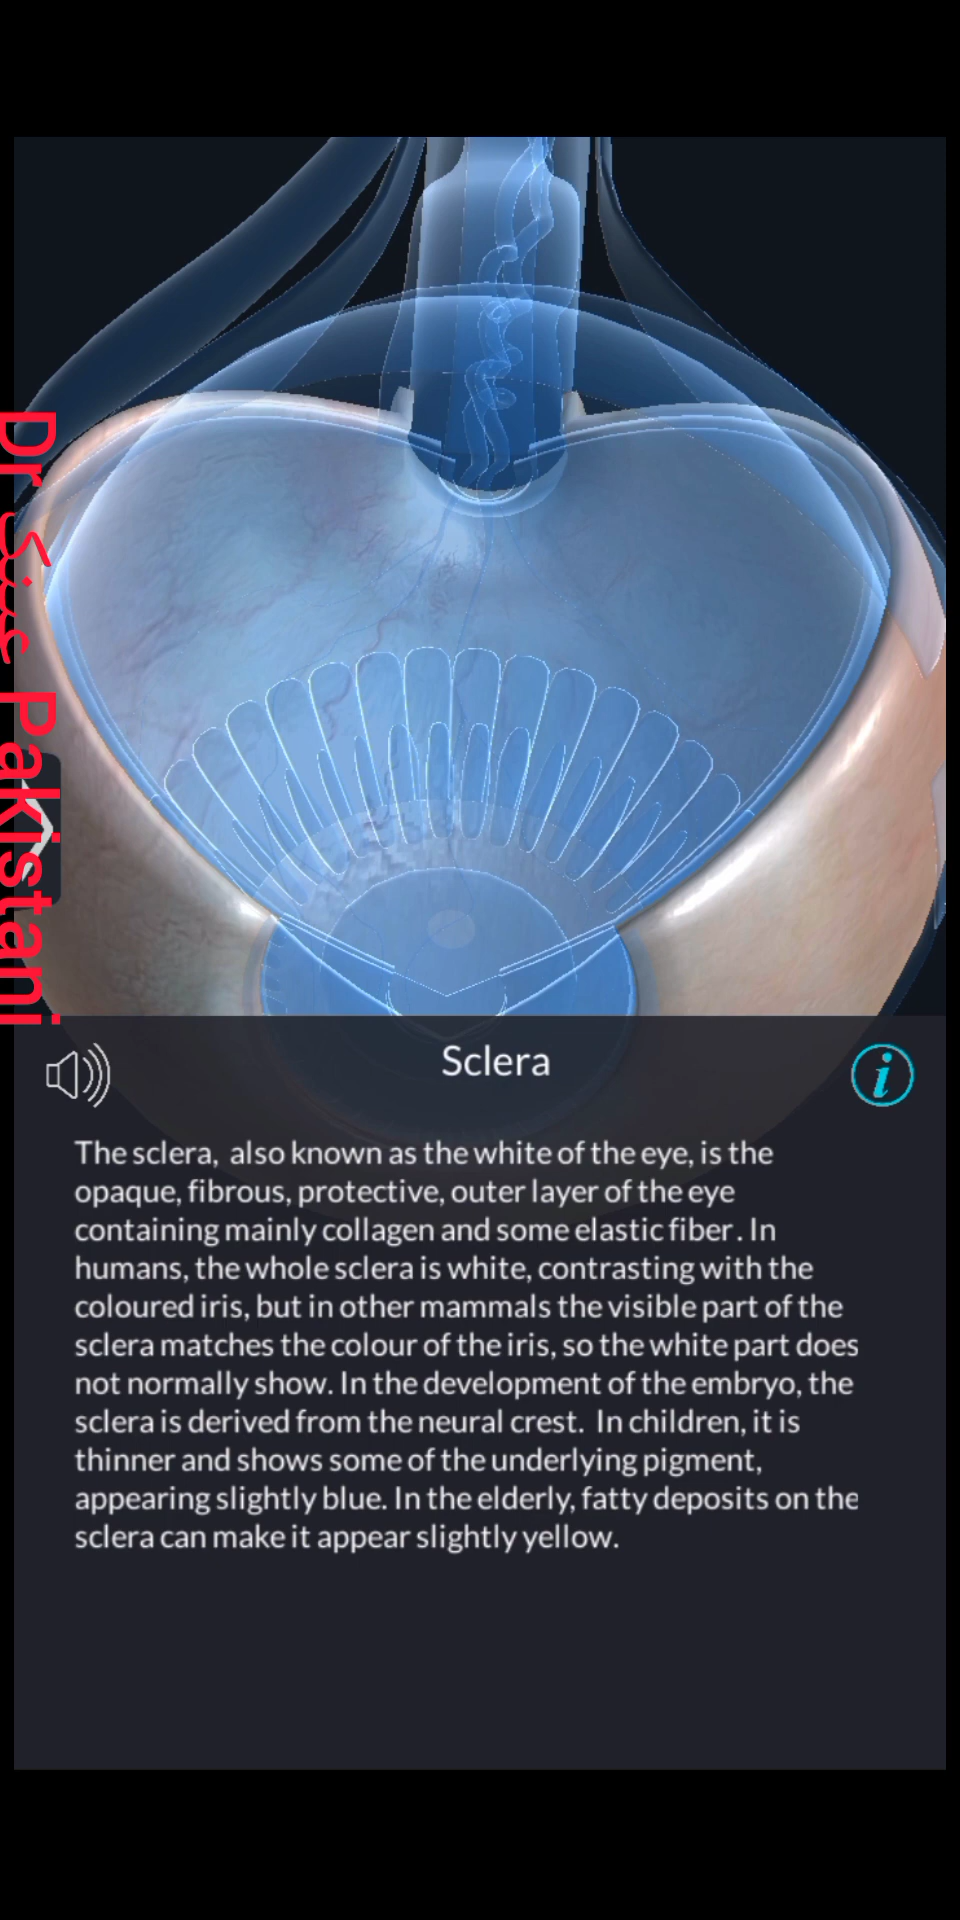 Dr Pakistani
Sclera
The sclera, also known as the white of the eye, is the
opaque, fibrous, protective, outer layer of the eye
containing mainly collagen and some elastic fiber. In
humans, the whole sclera is white, contrasting with the
coloured iris, but in other mammals the visible part of the
sclera matches the colour of the iris, so the white part does
not normally show. In the development of the embryo, the
sclera is derived from the neural crest. In children, it is
thinner and shows some of the underlying pigment,
appearing slightly blue. In the elderly, fatty deposits on the
sclera can make it appear slightly yellow.